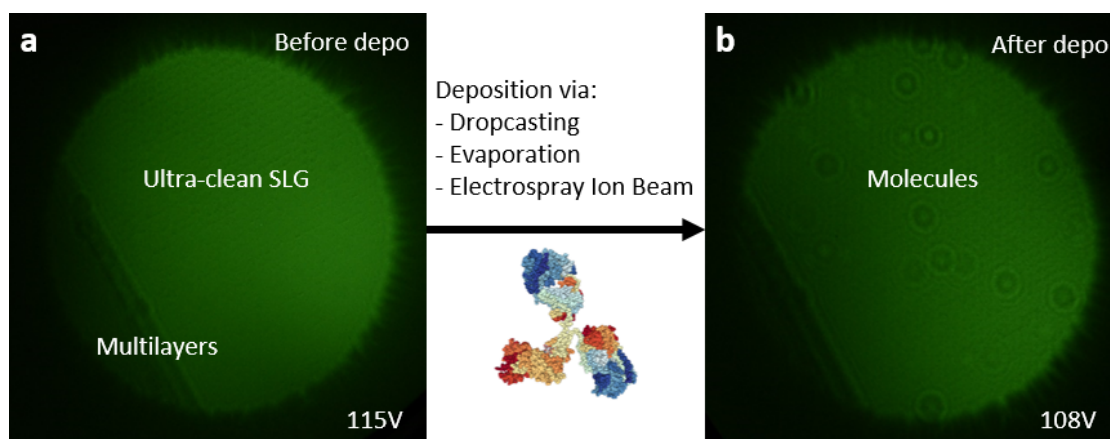 a
Before depo
Ultra-clean SLG
Multilayers
115V
Deposition via:
- Dropcasting
- Evaporation
- Electrospray Ion Beam
b
After depo
Molecules
108V